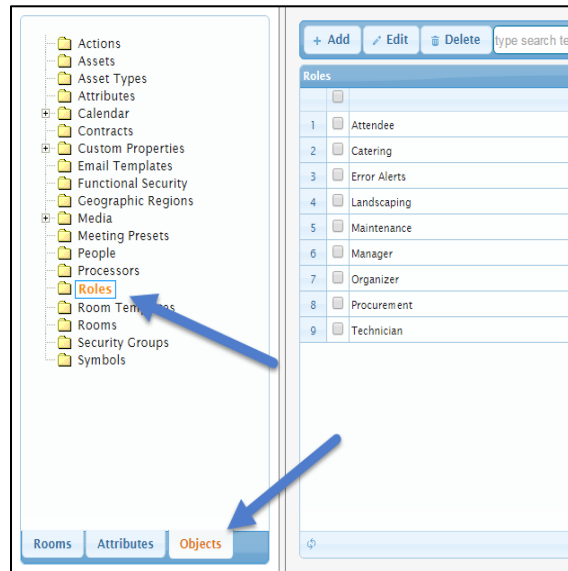 Actions
Assets
Asset Types
Attributes
Calendar
Contracts
Custom Properties
Email Templates
Functional Security
Geographic Regions
Media
Meeting Presets
People
Processors
Roles
Room
Rooms
Security Groups
Symbols
Rooms Attributes Objects
+ Add Edit Delete type search
Roles
1 Attendee
2 Catering
3 Error Alerts
4 Landscaping
5 Maintenance
6 Manager
7 Organizer
8 Procurement
9 Technician